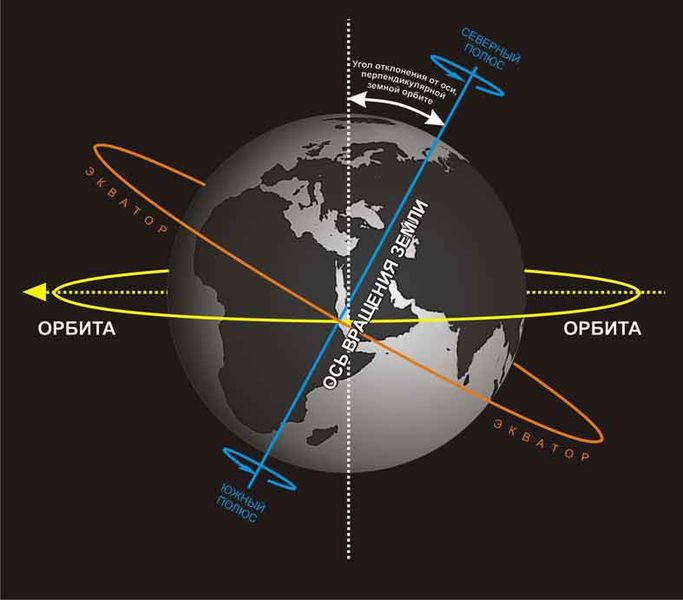 СЕВЕРНЫЙ
ПОЛЮС
Угол отклонения от оси,
перпендикулярной
земной орбите
ЭКВАТОР
ОСЬ ВРАЩЕНИЯ ЗЕМЛИ
ОРБИТА
ОРБИТА
ЭКВАТОР
ЮЖНЫЙ
ПОЛЮС